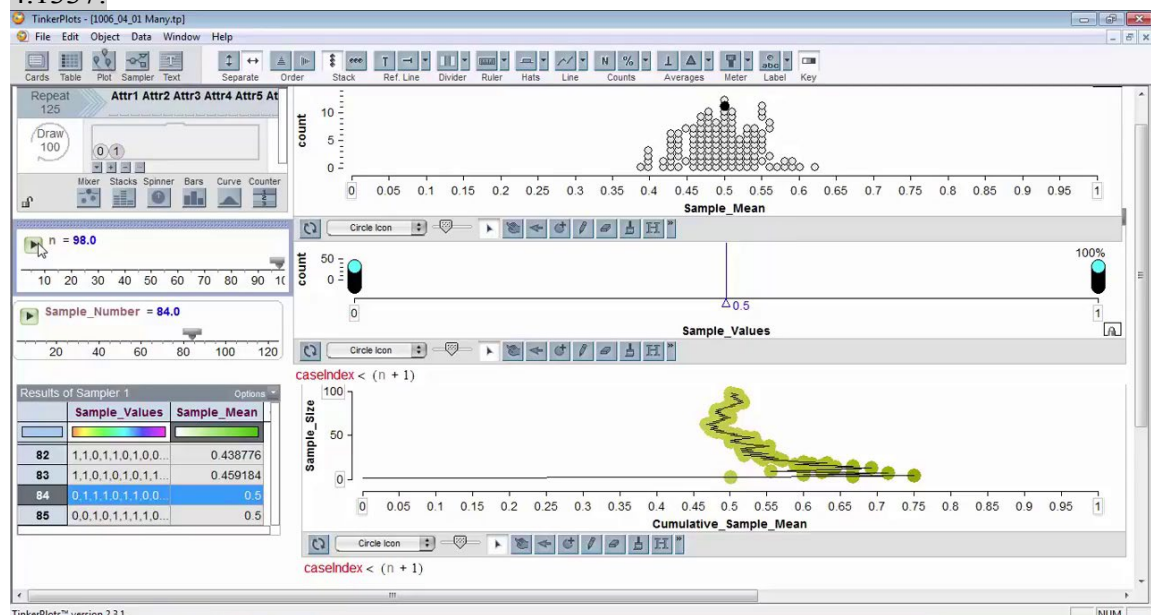 4.1337.
TinkerPlots - [1006_04_01 Many.tp]
File Edit Object Data Window Help
Cards Table Plot Sampler Text Separate Order Stack Ref. Line Divider Ruler Hats Line Counts Averages Meter Label Key
Repeat 125
Attr1 Attr2 Attr3 Attr4 Attr5 At
Draw 100
0 1
Mixer Stacks Spinner Bars Curve Counter
n = 98.0
10 20 30 40 50 60 70 80 90 10
Sample_Number = 84.0
20 40 60 80 100 120
Results of Sampler 1 Options
Sample_Values Sample_Mean
82 1,1,0,1,1,0,1,0,0... 0.438776
83 1,1,0,1,0,1,0,1,1... 0.459184
84 0,1,1,1,0,1,1,0,0... 0.5
85 0,0,1,0,1,1,1,1,0... 0.5
count
10
5
0
0 0.05 0.1 0.15 0.2 0.25 0.3 0.35 0.4 0.45 0.5 0.55 0.6 0.65 0.7 0.75 0.8 0.85 0.9 0.95 1
Sample_Mean
Circle Icon
count
50
0
100%
0.5
0 1
Sample_Values
Circle Icon
caseIndex < (n + 1)
Sample_Size
100
50
0
0 0.05 0.1 0.15 0.2 0.25 0.3 0.35 0.4 0.45 0.5 0.55 0.6 0.65 0.7 0.75 0.8 0.85 0.9 0.95 1
Cumulative_Sample_Mean
Circle Icon
caseIndex < (n + 1)
TinkerPlots™ version 2.3.1
NUM